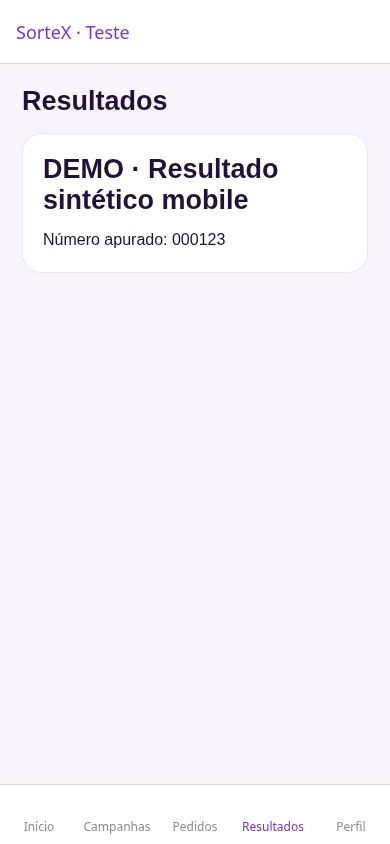 SorteX · Teste
Resultados
DEMO · Resultado
sintético mobile
Número apurado: 000123
Início Campanhas Pedidos Resultados Perfil